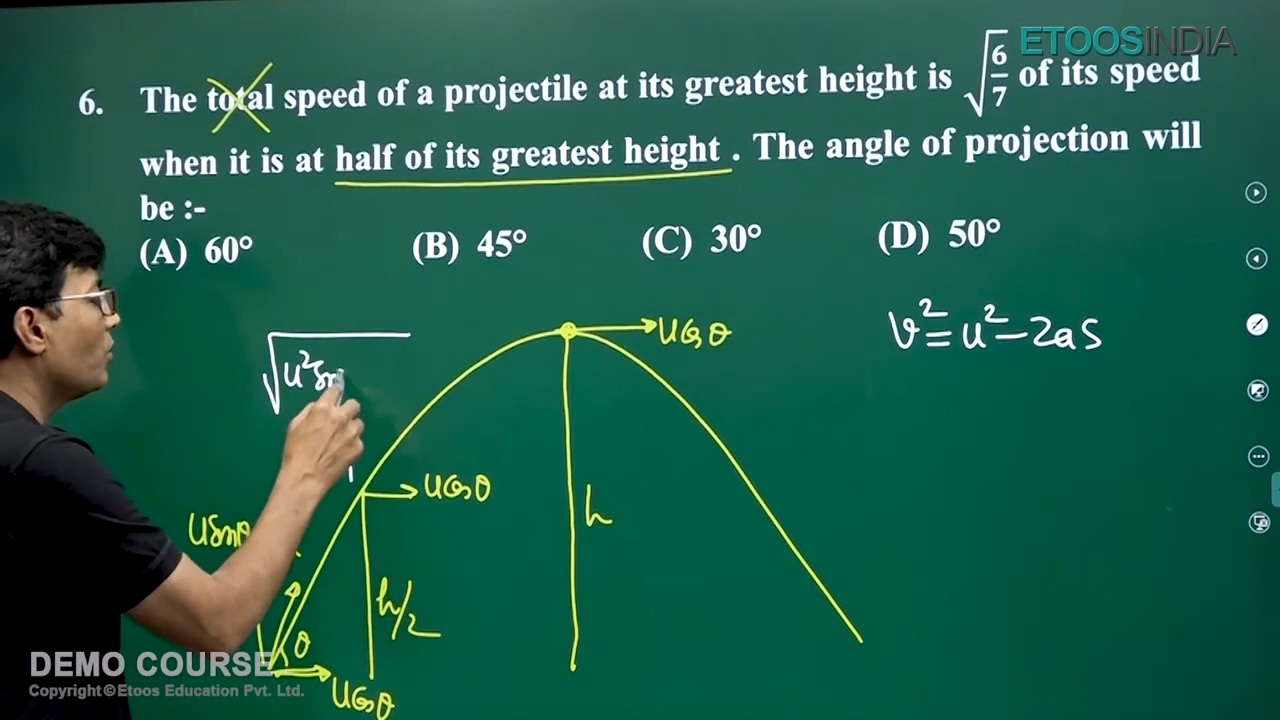 ETOOSINDIA
6. The total speed of a projectile at its greatest height is √6/7 of its speed
when it is at half of its greatest height . The angle of projection will
be :-
(A) 60° (B) 45° (C) 30° (D) 50°
v² = u² - 2as
ucosθ
√u²sin
ucosθ
usinθ
h
h/2
θ
ucosθ
DEMO COURSE
Copyright © Etoos Education Pvt. Ltd.